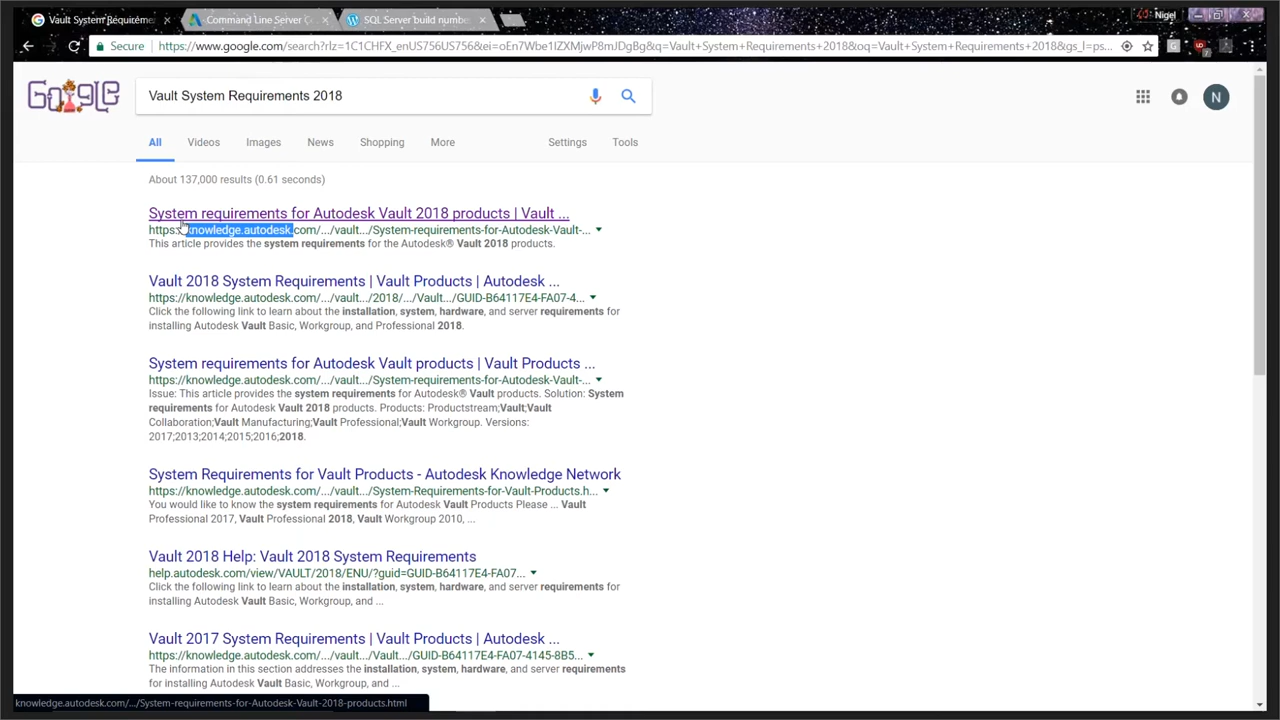 Vault System Requireme
Command Line Server C
SQL Server build numbe
Nigel
Secure
https://www.google.com/search?rlz=1C1CHFX_enUS756US756&ei=oEn7Wbe1IZXMjwP8mJDgBg&q=Vault+System+Requirements+2018&oq=Vault+System+Requirements+2018&gs_l=ps...
Google
Vault System Requirements 2018
N
All
Videos
Images
News
Shopping
More
Settings
Tools
About 137,000 results (0.61 seconds)
System requirements for Autodesk Vault 2018 products | Vault ...
https://knowledge.autodesk.com/.../vault.../System-requirements-for-Autodesk-Vault-...
This article provides the system requirements for the Autodesk® Vault 2018 products.
Vault 2018 System Requirements | Vault Products | Autodesk ...
https://knowledge.autodesk.com/.../vault.../2018/.../Vault.../GUID-B64117E4-FA07-4...
Click the following link to learn about the installation, system, hardware, and server requirements for
installing Autodesk Vault Basic, Workgroup, and Professional 2018.
System requirements for Autodesk Vault products | Vault Products ...
https://knowledge.autodesk.com/.../vault.../System-requirements-for-Autodesk-Vault-...
Issue: This article provides the system requirements for Autodesk® Vault products. Solution: System
requirements for Autodesk Vault 2018 products. Products: Productstream;Vault;Vault
Collaboration;Vault Manufacturing;Vault Professional;Vault Workgroup. Versions:
2017;2013;2014;2015;2016;2018.
System Requirements for Vault Products - Autodesk Knowledge Network
https://knowledge.autodesk.com/.../vault.../System-Requirements-for-Vault-Products.h...
You would like to know the system requirements for Autodesk Vault Products Please ... Vault
Professional 2017, Vault Professional 2018, Vault Workgroup 2010, ...
Vault 2018 Help: Vault 2018 System Requirements
help.autodesk.com/view/VAULT/2018/ENU/?guid=GUID-B64117E4-FA07...
Click the following link to learn about the installation, system, hardware, and server requirements for
installing Autodesk Vault Basic, Workgroup, and ...
Vault 2017 System Requirements | Vault Products | Autodesk ...
https://knowledge.autodesk.com/.../vault.../Vault.../GUID-B64117E4-FA07-4145-8B5...
The information in this section addresses the installation, system, hardware, and server requirements
for installing Autodesk Vault Basic, Workgroup, and ...
knowledge.autodesk.com/.../System-requirements-for-Autodesk-Vault-2018-products.html